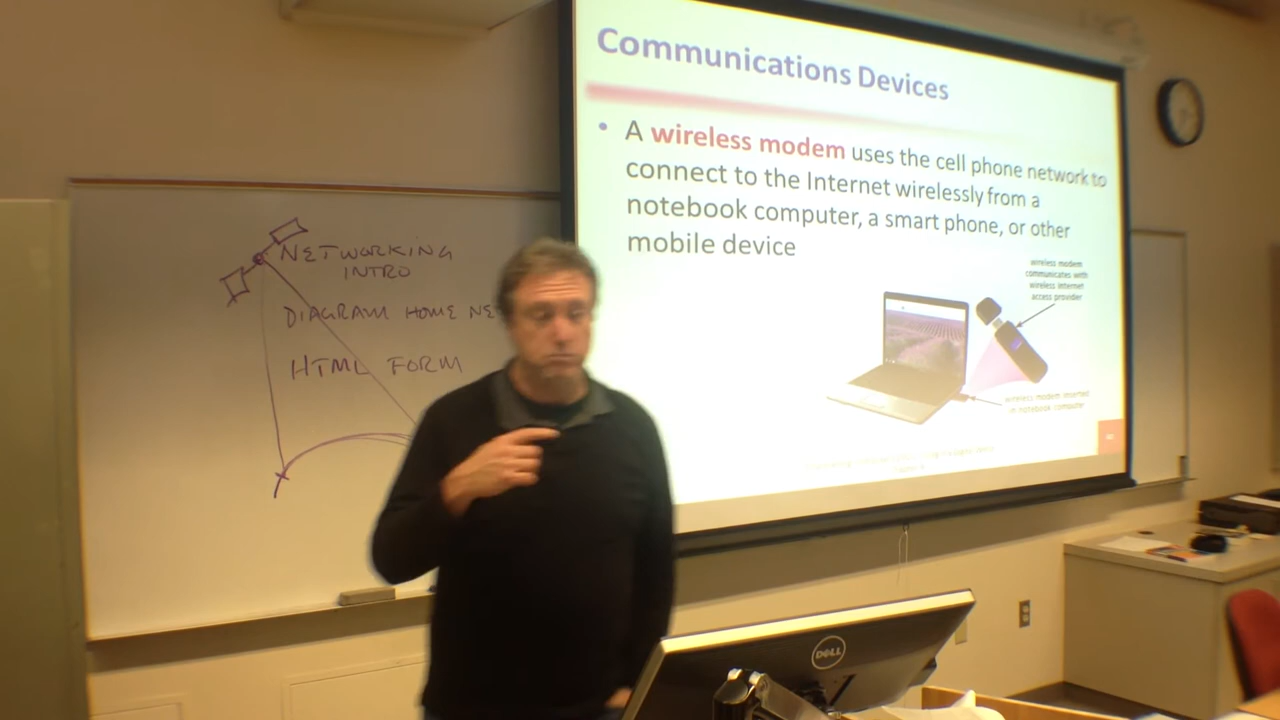 Communications Devices
• A wireless modem uses the cell phone network to
connect to the Internet wirelessly from a
notebook computer, a smart phone, or other
mobile device
wireless modem
communicates with
wireless Internet
access provider
wireless modem inserted
in notebook computer
NETWORKING
INTRO
DIAGRAM HOME NE
HTML FORM
DELL